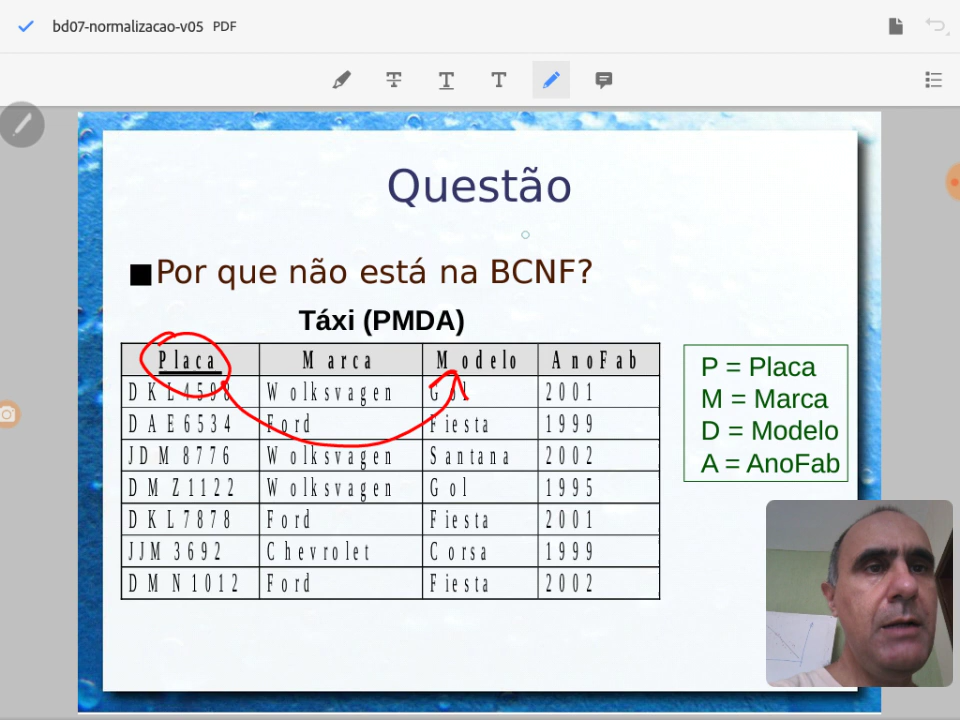 bd07-normalizacao-v05 PDF
Questão
Por que não está na BCNF?
Táxi (PMDA)
Placa Marca Modelo AnoFab
DKL4598 Wolksvagen Gol 2001
DAE6534 Ford Fiesta 1999
JDM8776 Wolksvagen Santana 2002
DMZ1122 Wolksvagen Gol 1995
DKL7878 Ford Fiesta 2001
JJM3692 Chevrolet Corsa 1999
DMN1012 Ford Fiesta 2002
P = Placa
M = Marca
D = Modelo
A = AnoFab